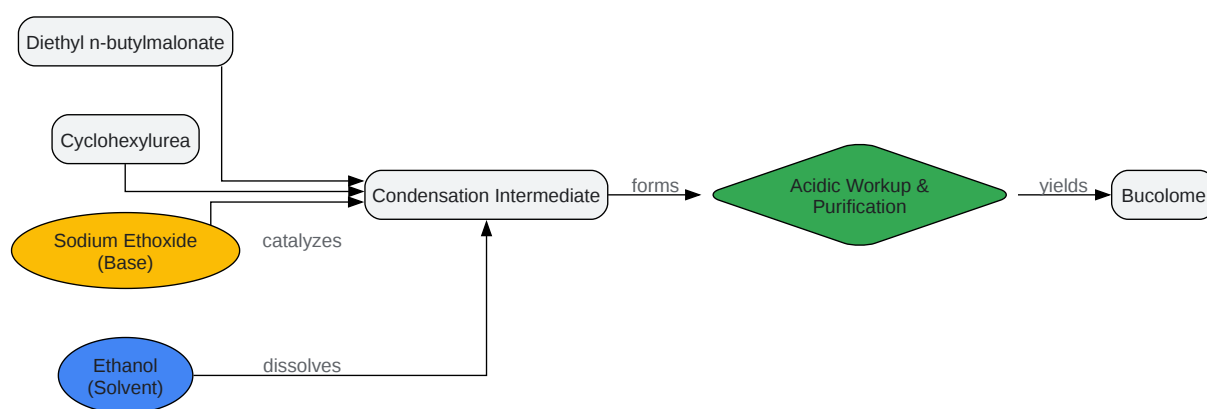 Diethyl n-butylmalonate
Cyclohexylurea
Sodium Ethoxide
(Base)
catalyzes
Ethanol
(Solvent)
dissolves
Condensation Intermediate
forms
Acidic Workup &
Purification
yields
Bucolome